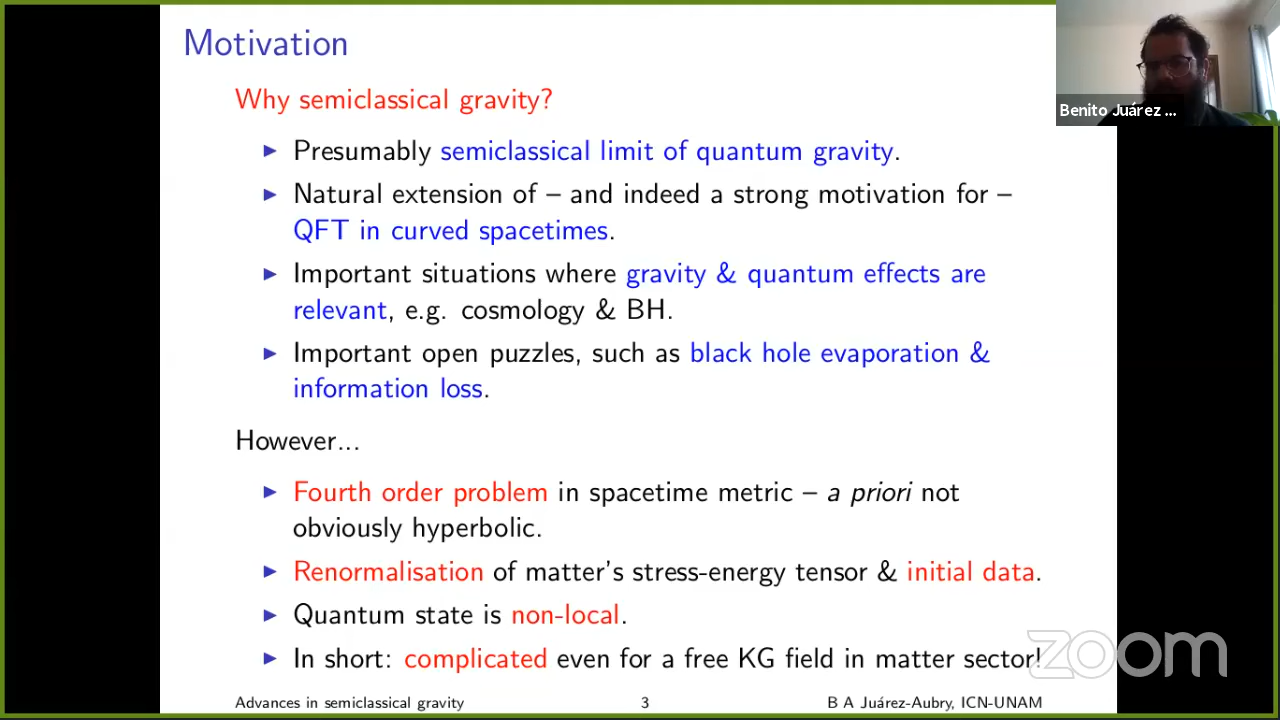 Motivation
Why semiclassical gravity?
▶ Presumably semiclassical limit of quantum gravity.
▶ Natural extension of – and indeed a strong motivation for –
QFT in curved spacetimes.
▶ Important situations where gravity & quantum effects are
relevant, e.g. cosmology & BH.
▶ Important open puzzles, such as black hole evaporation &
information loss.
However...
▶ Fourth order problem in spacetime metric – a priori not
obviously hyperbolic.
▶ Renormalisation of matter's stress-energy tensor & initial data.
▶ Quantum state is non-local.
▶ In short: complicated even for a free KG field in matter sector!
Advances in semiclassical gravity 3 B A Juárez-Aubry, ICN-UNAM
Benito Juárez ...
zoom